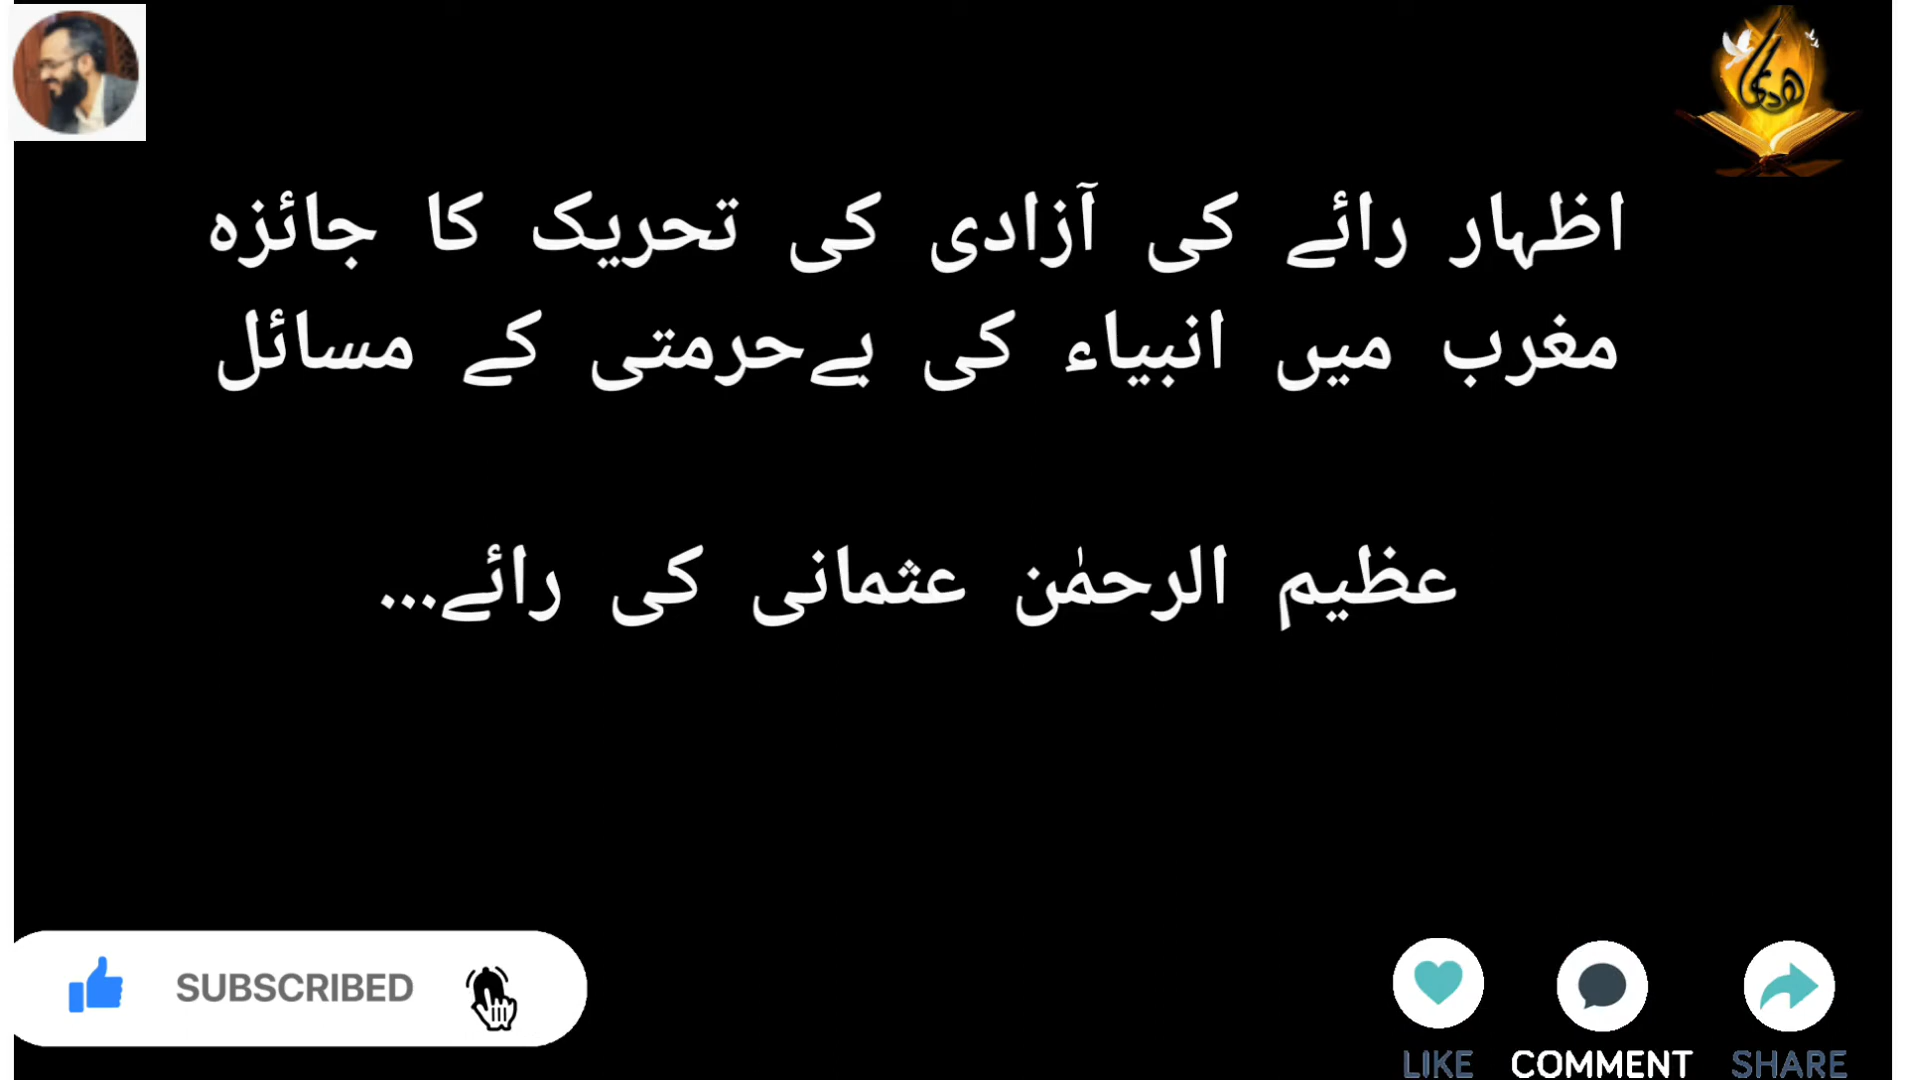 ھدی
اظہار رائے کی آزادی کی تحریک کا جائزہ
مغرب میں انبیاء کی بےحرمتی کے مسائل
عظیم الرحمٰن عثمانی کی رائے...
SUBSCRIBED
LIKE COMMENT SHARE